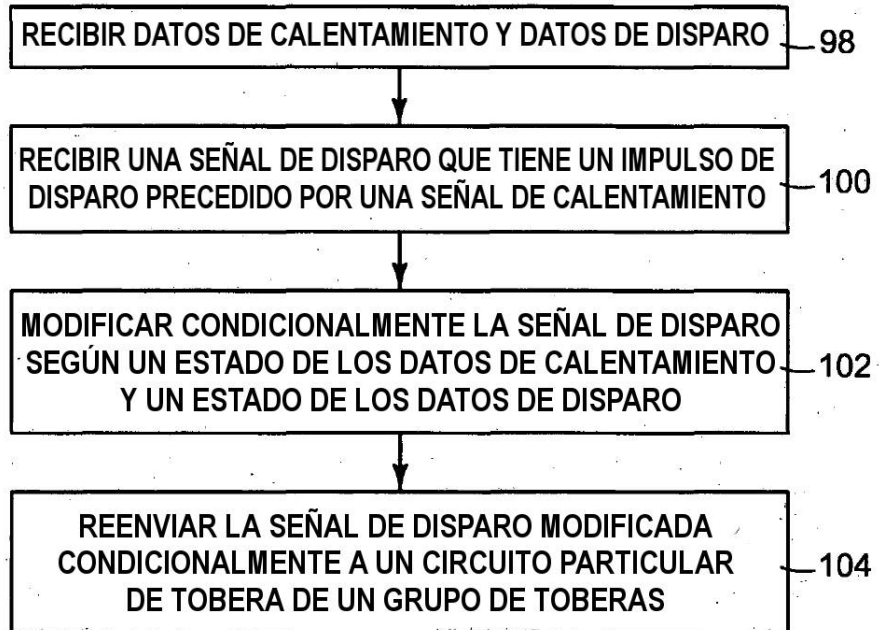 RECIBIR DATOS DE CALENTAMIENTO Y DATOS DE DISPARO
98
RECIBIR UNA SEÑAL DE DISPARO QUE TIENE UN IMPULSO DE
DISPARO PRECEDIDO POR UNA SEÑAL DE CALENTAMIENTO
100
MODIFICAR CONDICIONALMENTE LA SEÑAL DE DISPARO
SEGÚN UN ESTADO DE LOS DATOS DE CALENTAMIENTO
Y UN ESTADO DE LOS DATOS DE DISPARO
102
REENVIAR LA SEÑAL DE DISPARO MODIFICADA
CONDICIONALMENTE A UN CIRCUITO PARTICULAR
DE TOBERA DE UN GRUPO DE TOBERAS
104